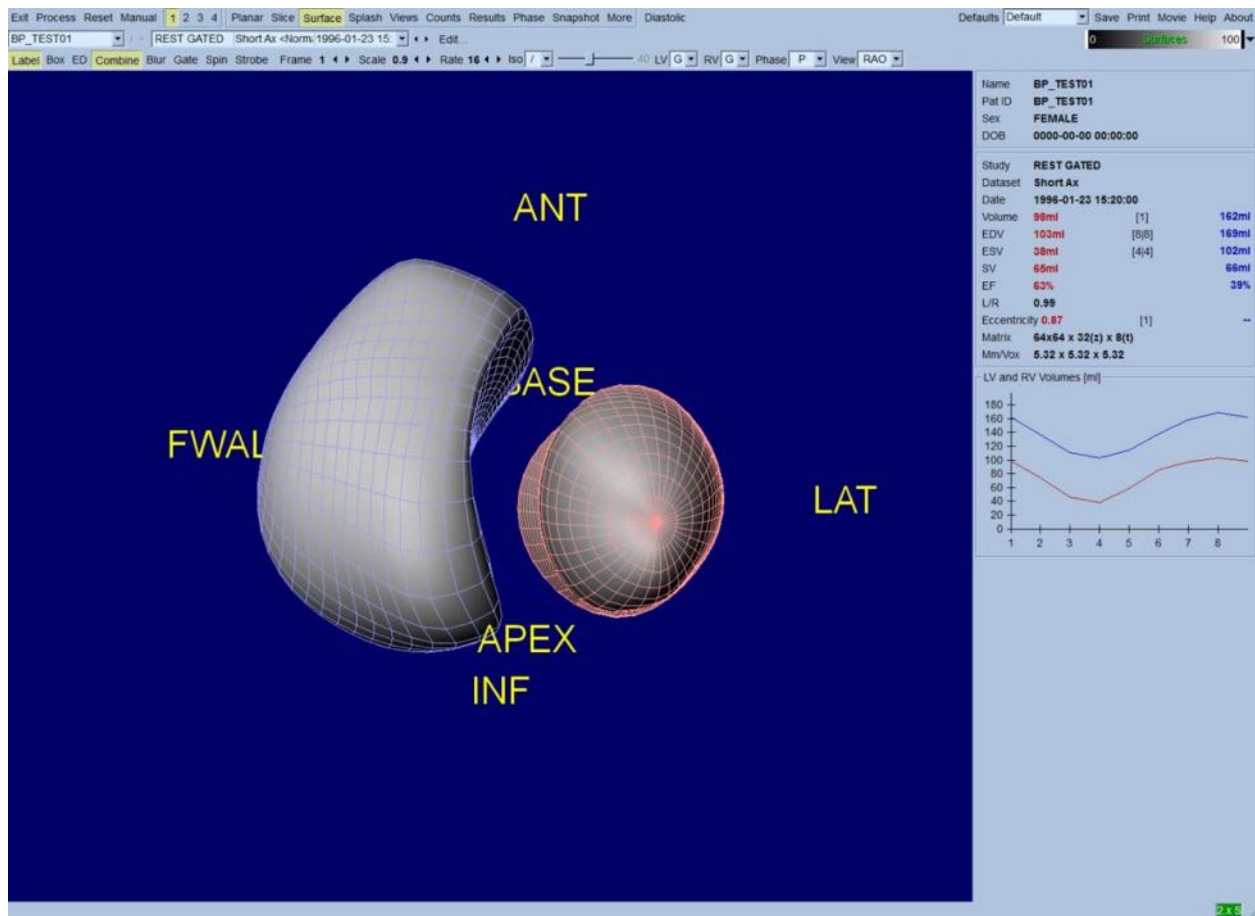 Exit Process Reset Manual 1 2 3 4 Planar Slice Surface Splash Views Counts Results Phase Snapshot More Diastolic Defaults Default Save Print Movie Help About
BP_TEST01 REST GATED Short Ax <Norm 1996-01-23 15: Edit... 0 Surfaces 100
Label Box ED Combine Blur Gate Spin Strobe Frame 1 Scale 0.9 Rate 16 Iso / 40 LV G RV G Phase P View RAO
Name BP_TEST01
Pat ID BP_TEST01
Sex FEMALE
DOB 0000-00-00 00:00:00
Study REST GATED
Dataset Short Ax
Date 1996-01-23 15:20:00
Volume 98ml [1] 162ml
EDV 103ml [8|8] 169ml
ESV 38ml [4|4] 102ml
SV 65ml 66ml
EF 63% 39%
L/R 0.99
Eccentricity 0.87 [1] --
Matrix 64x64 x 32(z) x 8(t)
Mm/Vox 5.32 x 5.32 x 5.32
LV and RV Volumes [ml]
180
160
140
120
100
80
60
40
20
0
1 2 3 4 5 6 7 8
ANT
BASE
FWAL
LAT
APEX
INF
2 x S